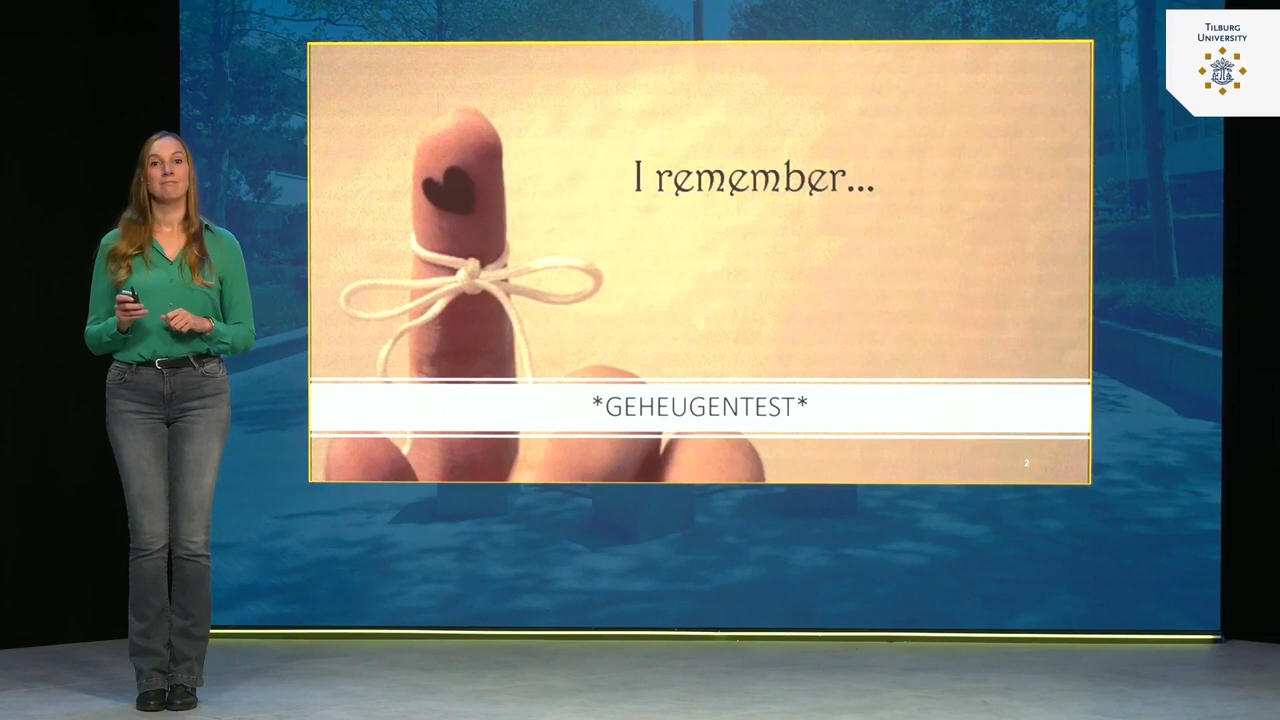 TILBURG
UNIVERSITY
I remember...
*GEHEUGENTEST*
2